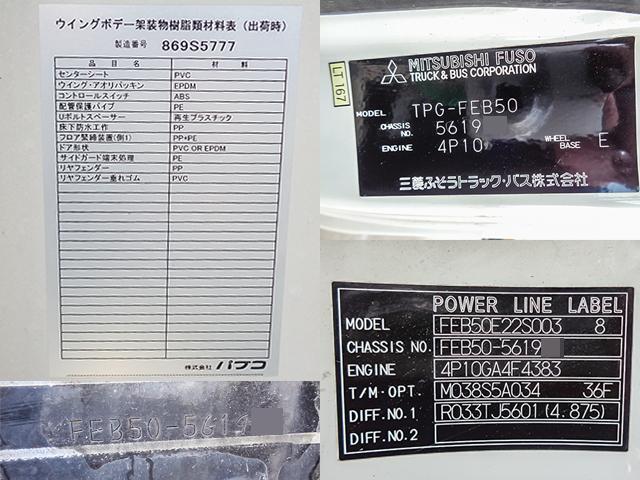 ウイングボデー架装物樹脂類材料表（出荷時）
製造番号 869S5777
品目名 材料
センターシート PVC
ウイング・アオリパッキン EPDM
コントロールスイッチ ABS
配管保護パイプ PE
Uボルトスペーサー 再生プラスチック
床下防水工作 PP
フロア緊締装置(側1) PP+PE
ドア形状 PVC OR EPDM
サイドガード端末処理 PE
リヤフェンダー PP
リヤフェンダー垂れゴム PVC
株式会社 パブコ
FEB50-5619
LT 167
MITSUBISHI FUSO
TRUCK & BUS CORPORATION
MODEL TPG-FEB50
CHASSIS NO. 5619
ENGINE 4P10 WHEEL BASE E
三菱ふそうトラック・バス株式会社
POWER LINE LABEL
MODEL FEB50E22S003 8
CHASSIS NO. FEB50-5619
ENGINE 4P10GA4F4383
T/M・OPT. M038S5A034 36F
DIFF.NO.1 R033TJ5601(4.875)
DIFF.NO.2